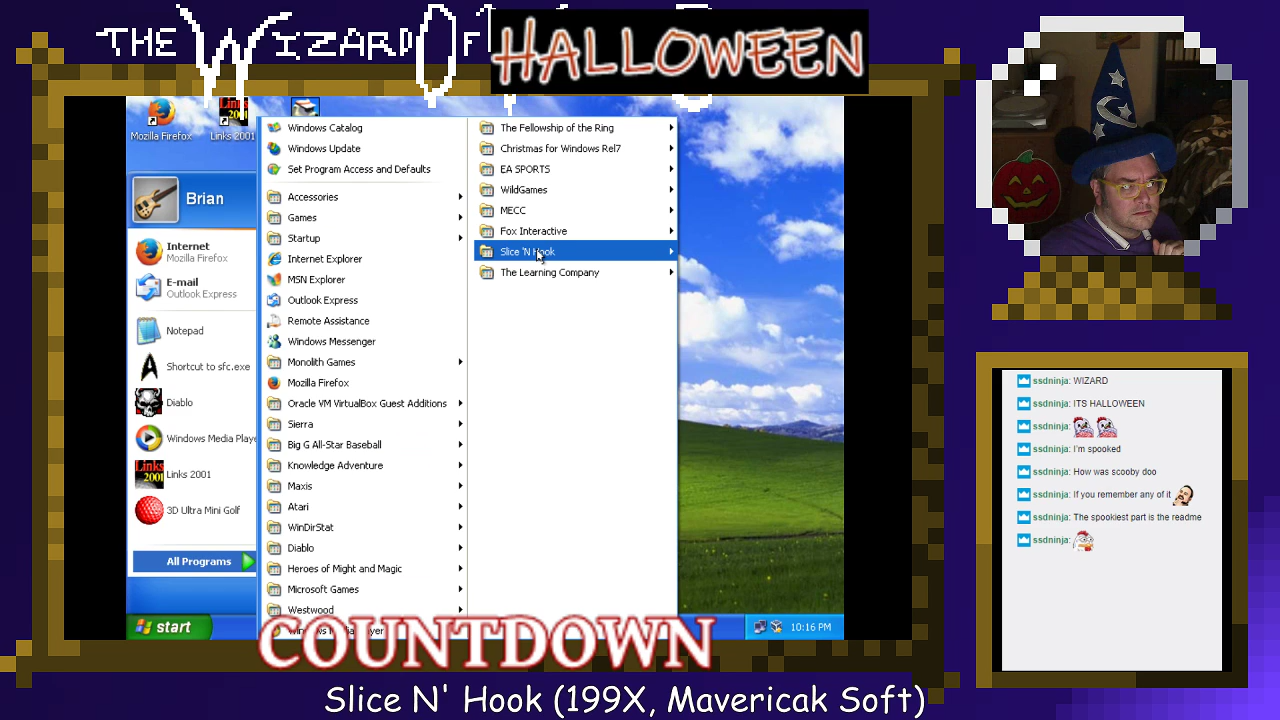 THE WIZARD OF
HALLOWEEN
Mozilla Firefox
Links 2001
Brian
Internet
Mozilla Firefox
E-mail
Outlook Express
Notepad
Shortcut to sfc.exe
Diablo
Windows Media Playe
Links 2001
3D Ultra Mini Golf
All Programs
start
Windows Catalog
Windows Update
Set Program Access and Defaults
Accessories
Games
Startup
Internet Explorer
MSN Explorer
Outlook Express
Remote Assistance
Windows Messenger
Monolith Games
Mozilla Firefox
Oracle VM VirtualBox Guest Additions
Sierra
Big G All-Star Baseball
Knowledge Adventure
Maxis
Atari
WinDirStat
Diablo
Heroes of Might and Magic
Microsoft Games
Westwood
The Fellowship of the Ring
Christmas for Windows Rel7
EA SPORTS
WildGames
MECC
Fox Interactive
Slice 'N Hook
The Learning Company
10:16 PM
COUNTDOWN
Slice N' Hook (199X, Mavericak Soft)
ssdninja: WIZARD
ssdninja: ITS HALLOWEEN
ssdninja:
ssdninja: I'm spooked
ssdninja: How was scooby doo
ssdninja: If you remember any of it
ssdninja: The spookiest part is the readme
ssdninja: